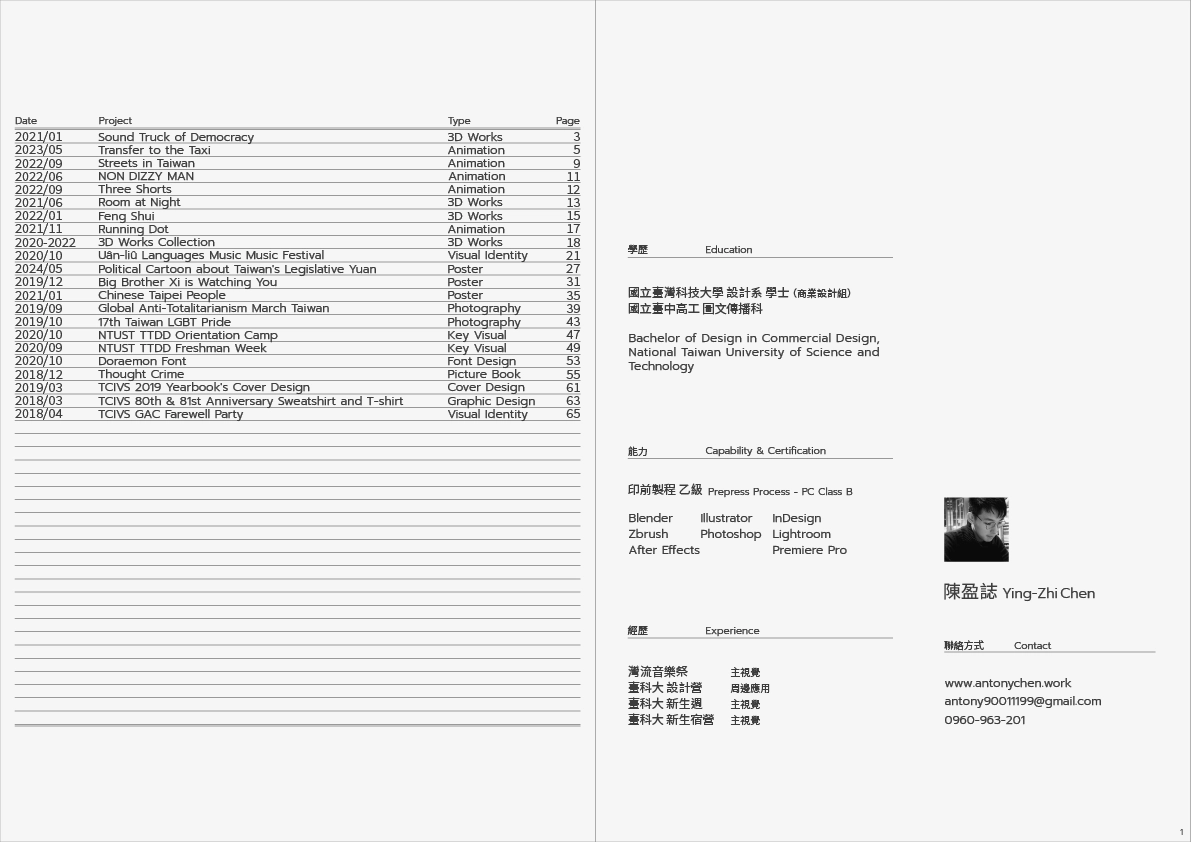 Date Project Type Page
2021/01 Sound Truck of Democracy 3D Works 3
2023/05 Transfer to the Taxi Animation 5
2022/09 Streets in Taiwan Animation 9
2022/06 NON DIZZY MAN Animation 11
2022/09 Three Shorts Animation 12
2021/06 Room at Night 3D Works 13
2022/01 Feng Shui 3D Works 15
2021/11 Running Dot Animation 17
2020-2022 3D Works Collection 3D Works 18
2020/10 Uân-liû Languages Music Music Festival Visual Identity 21
2024/05 Political Cartoon about Taiwan's Legislative Yuan Poster 27
2019/12 Big Brother Xi is Watching You Poster 31
2021/01 Chinese Taipei People Poster 35
2019/09 Global Anti-Totalitarianism March Taiwan Photography 39
2019/10 17th Taiwan LGBT Pride Photography 43
2020/10 NTUST TTDD Orientation Camp Key Visual 47
2020/09 NTUST TTDD Freshman Week Key Visual 49
2020/10 Doraemon Font Font Design 53
2018/12 Thought Crime Picture Book 55
2019/03 TCIVS 2019 Yearbook's Cover Design Cover Design 61
2018/03 TCIVS 80th & 81st Anniversary Sweatshirt and T-shirt Graphic Design 63
2018/04 TCIVS GAC Farewell Party Visual Identity 65
學歷 Education
國立臺灣科技大學 設計系 學士 (商業設計組)
國立臺中高工 圖文傳播科
Bachelor of Design in Commercial Design,
National Taiwan University of Science and
Technology
能力 Capability & Certification
印前製程 乙級 Prepress Process - PC Class B
Blender Illustrator InDesign
Zbrush Photoshop Lightroom
After Effects Premiere Pro
經歷 Experience
灣流音樂祭 主視覺
臺科大 設計營 周邊應用
臺科大 新生週 主視覺
臺科大 新生宿營 主視覺
陳盈誌 Ying-Zhi Chen
聯絡方式 Contact
www.antonychen.work
antony90011199@gmail.com
0960-963-201
1